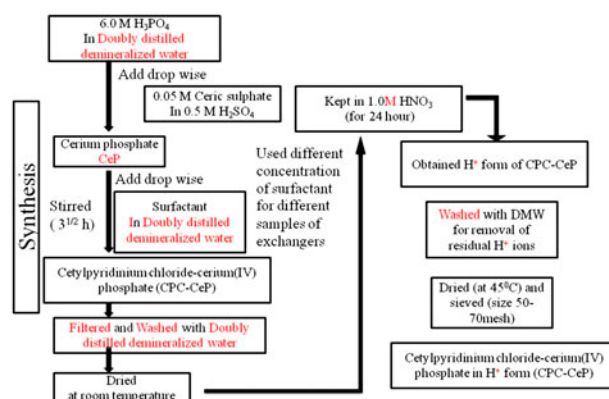 6.0 M H₃PO₄
In Doubly distilled
demineralized water
Add drop wise
0.05 M Ceric sulphate
In 0.5 M H₂SO₄
Cerium phosphate
CeP
Add drop wise
Stirred
( 3^1/2 h)
Surfactant
In Doubly distilled
demineralized water
Synthesis
Cetylpyridinium chloride-cerium(IV)
phosphate (CPC-CeP)
Filtered and Washed with Doubly
distilled demineralized water
Dried
at room temperature
Used different
concentration
of surfactant
for different
samples of
exchangers
Kept in 1.0M HNO₃
(for 24 hour)
Obtained H⁺ form of CPC-CeP
Washed with DMW
for removal of
residual H⁺ ions
Dried (at 45⁰C) and
sieved (size 50-
70mesh)
Cetylpyridinium chloride-cerium(IV)
phosphate in H⁺ form (CPC-CeP)